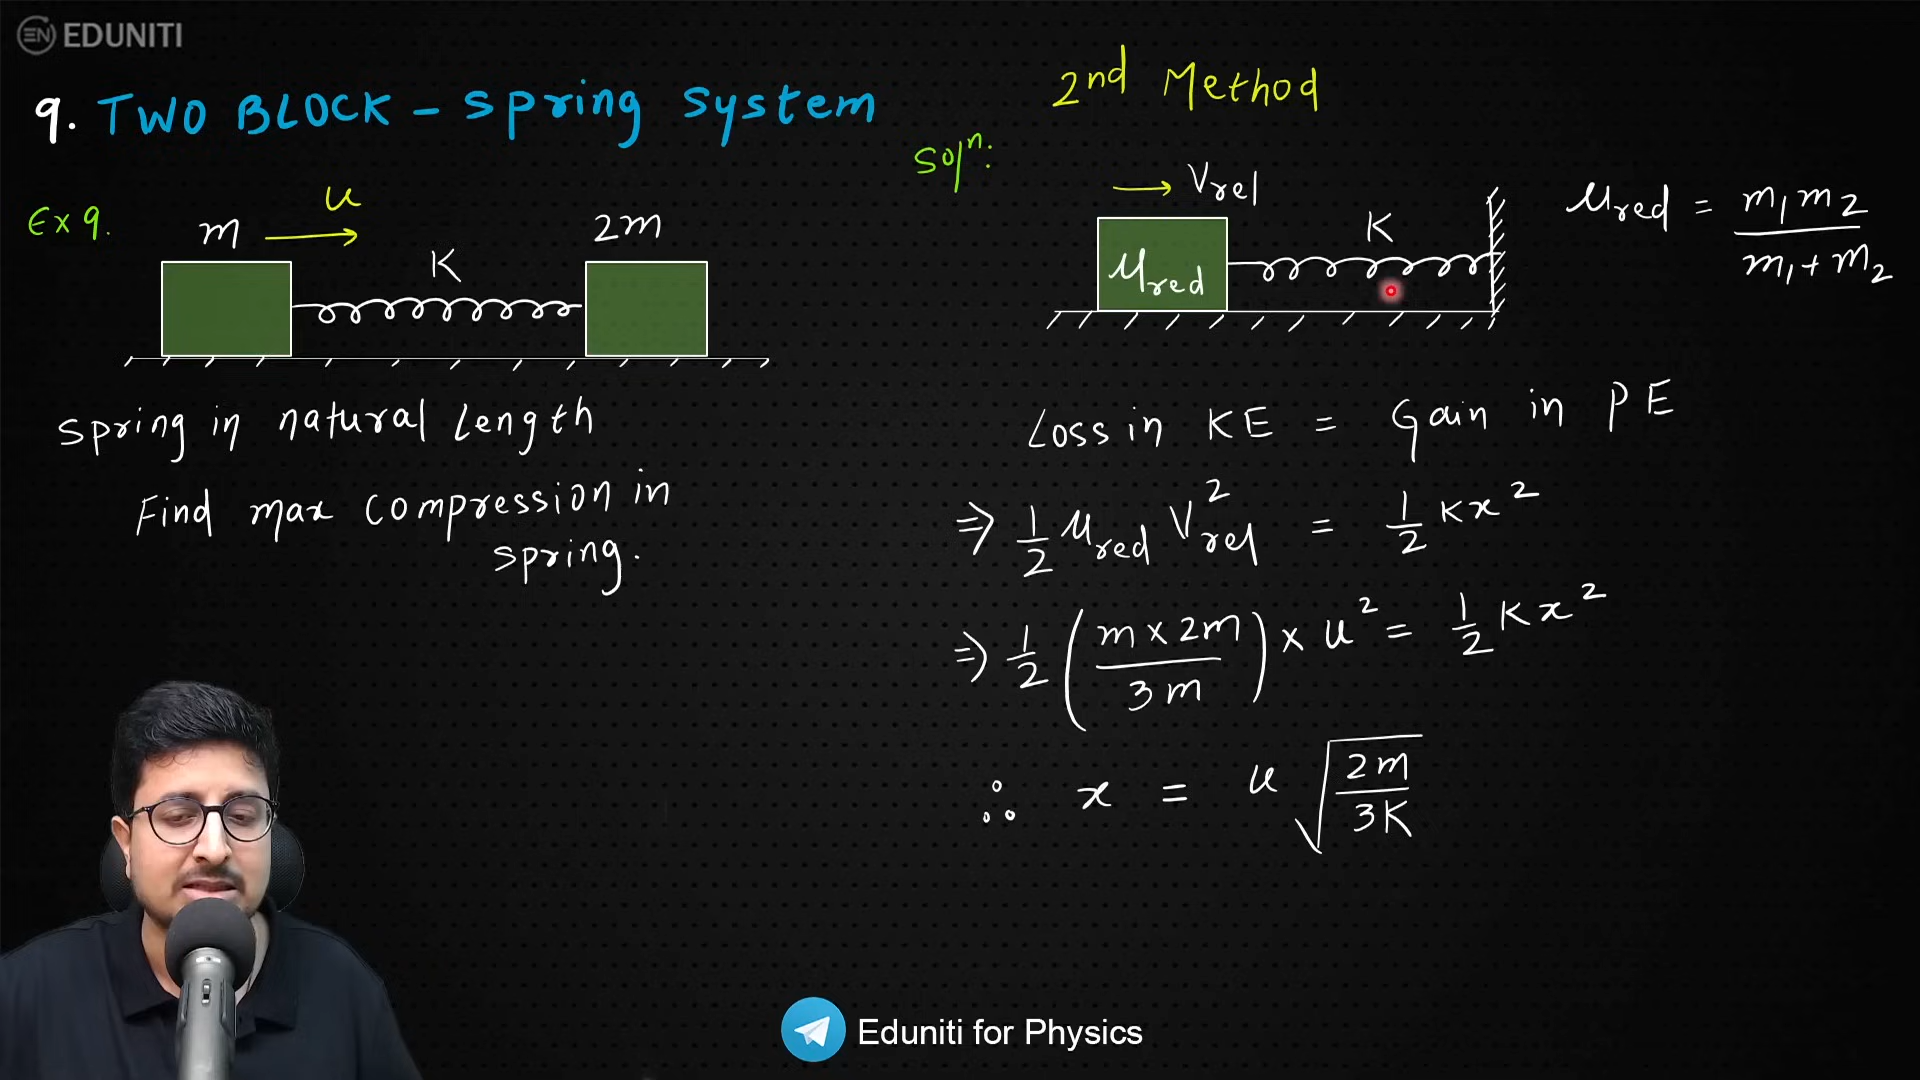 EN EDUNITI
9. TWO BLOCK - Spring System
Ex 9.
m
u
K
2m
Spring in natural Length
Find max compression in
spring.
2nd Method
Solⁿ:
Vrel
μred
K
μred = m₁m₂ / m₁+m₂
Loss in KE = Gain in PE
⇒ 1/2 μred Vrel² = 1/2 Kx²
⇒ 1/2 (m×2m / 3m) × u² = 1/2 Kx²
∴ x = u √(2m / 3K)
Eduniti for Physics